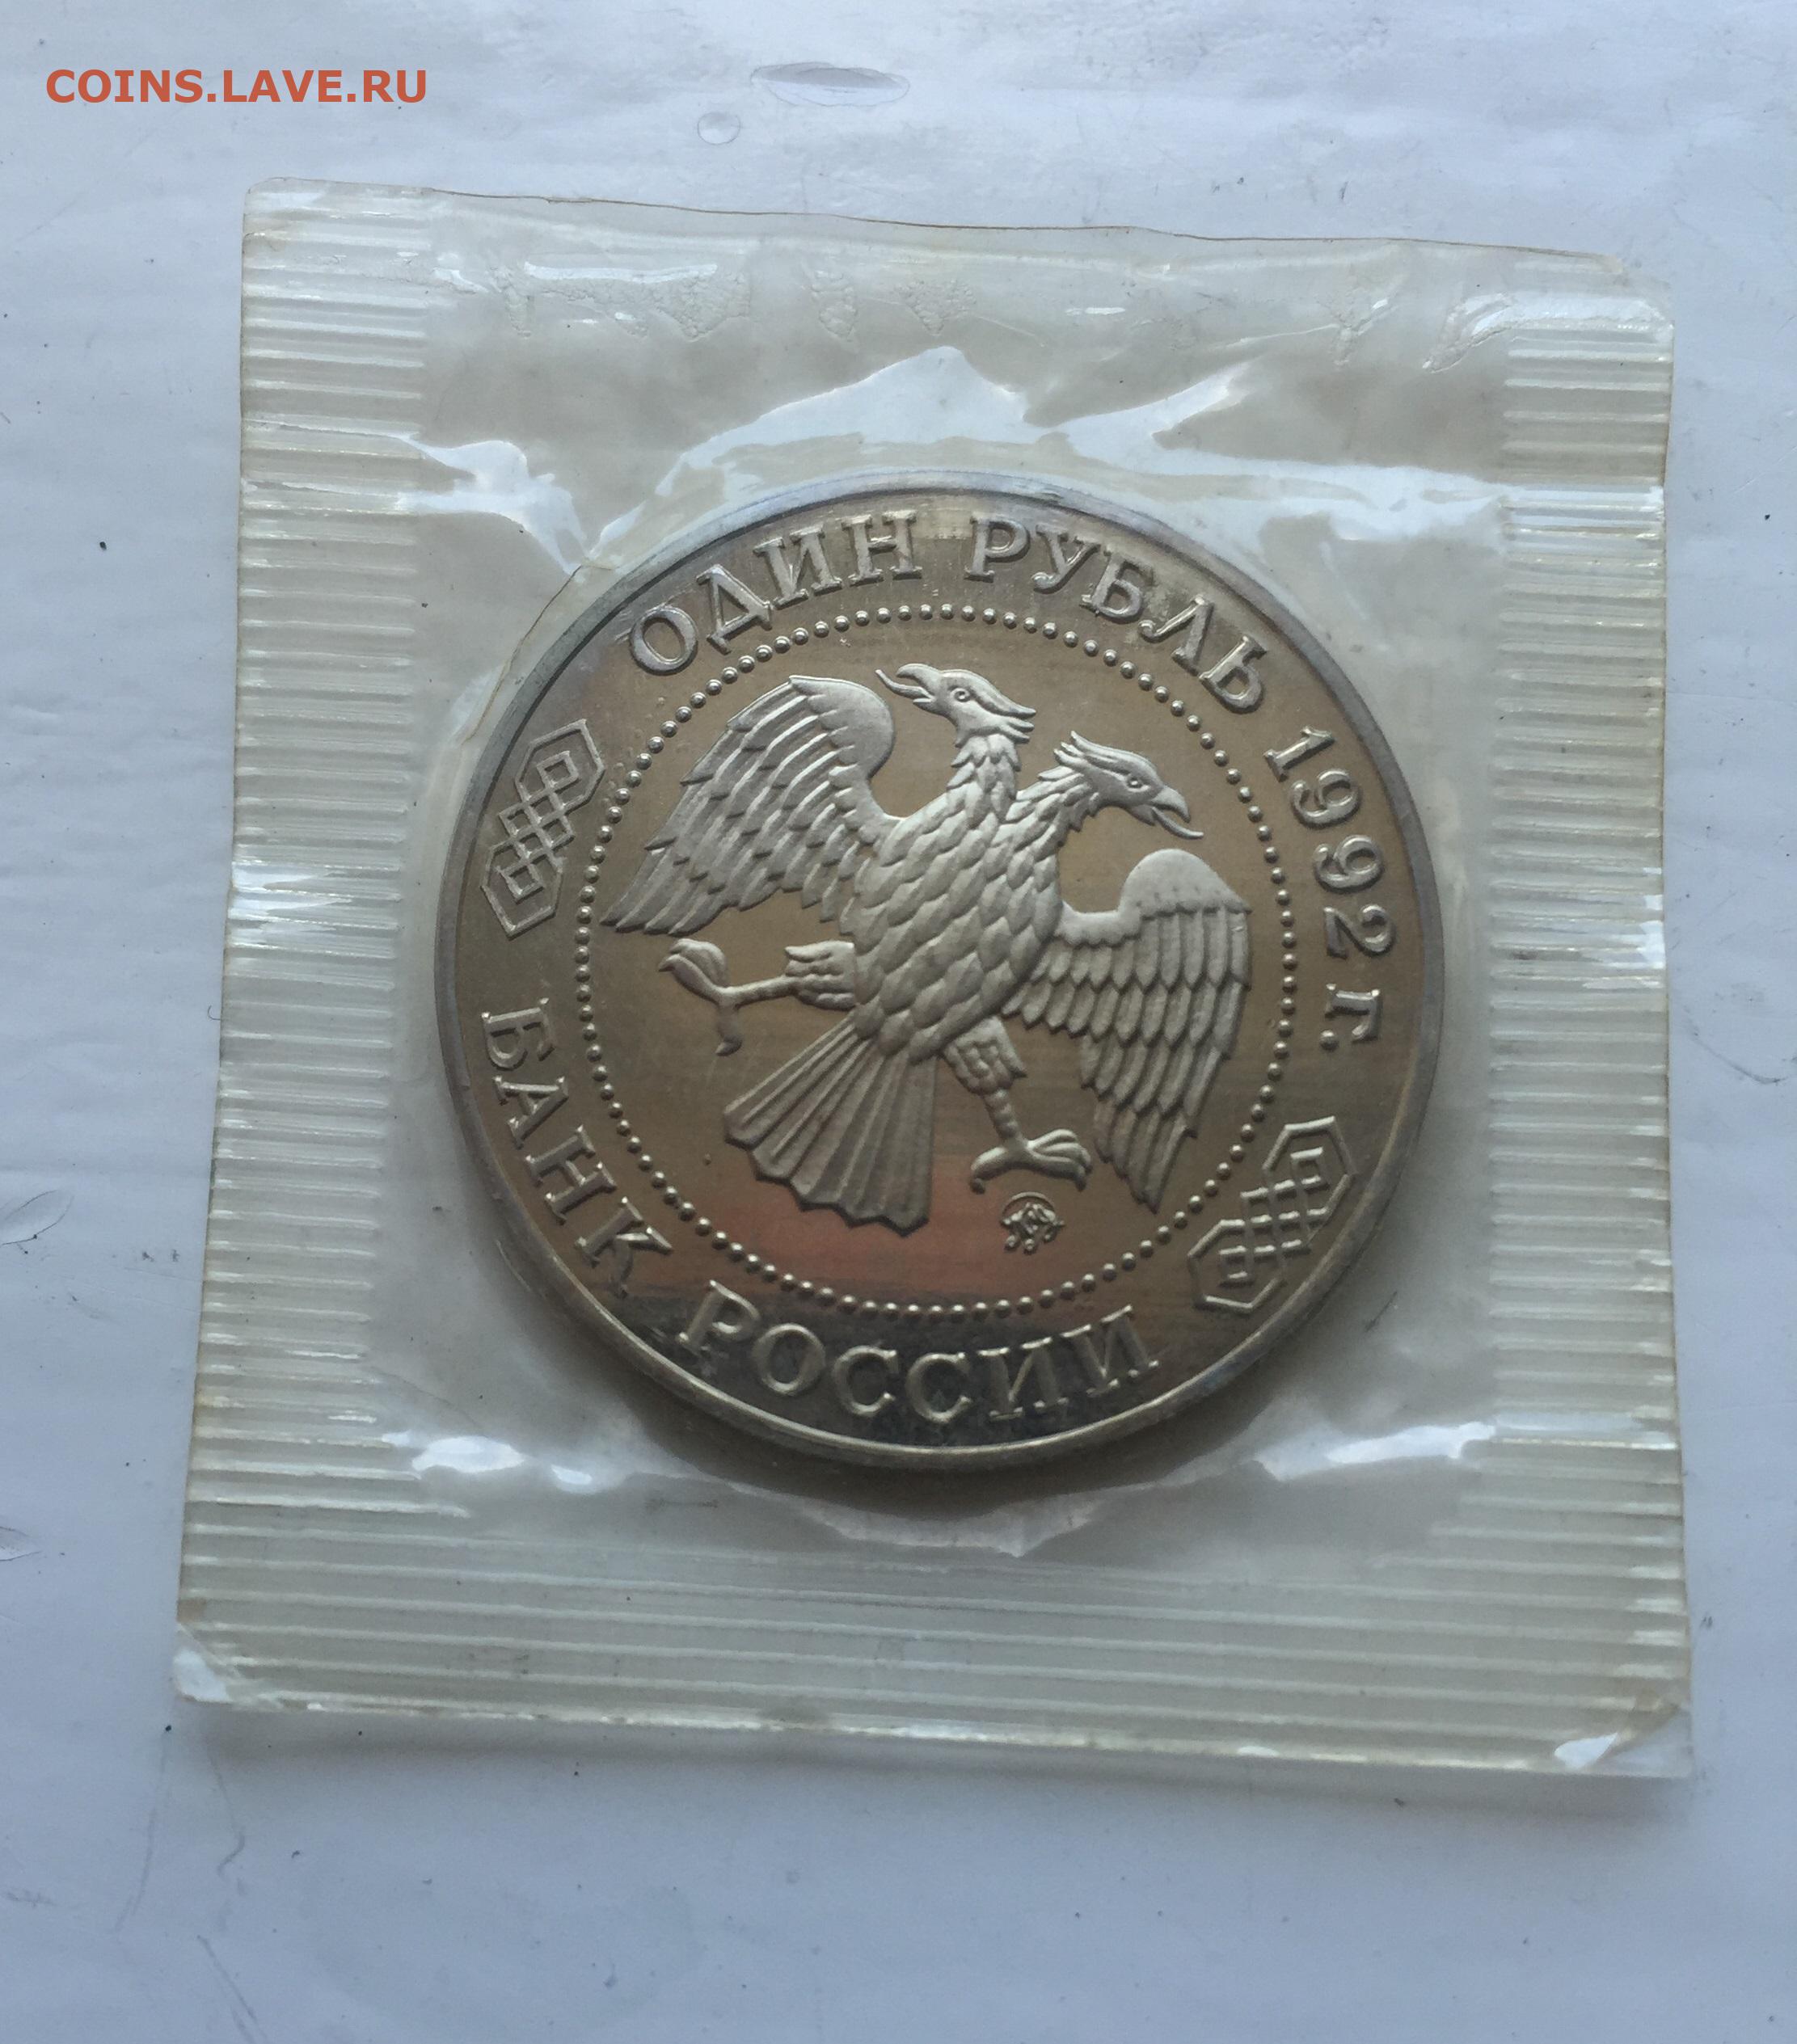 COINS.LAVE.RU
ОДИН РУБЛЬ 1992 г.
БАНК РОССИИ